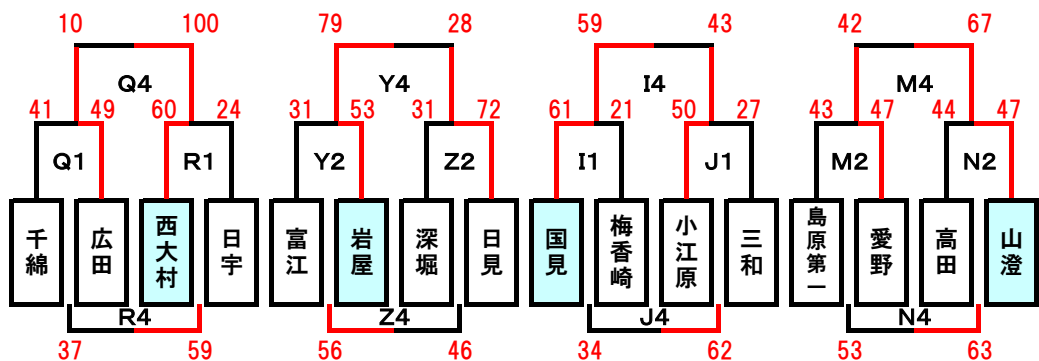 10 100 79 28 59 43 42 67
Q4 Y4 I4 M4
41 49 60 24 31 53 31 72 61 21 50 27 43 47 44 47
Q1 R1 Y2 Z2 I1 J1 M2 N2
千綿 広田 西大村 日宇 富江 岩屋 深堀 日見 国見 梅香崎 小江原 三和 島原第一 愛野 高田 山澄
R4 Z4 J4 N4
37 59 56 46 34 62 53 63